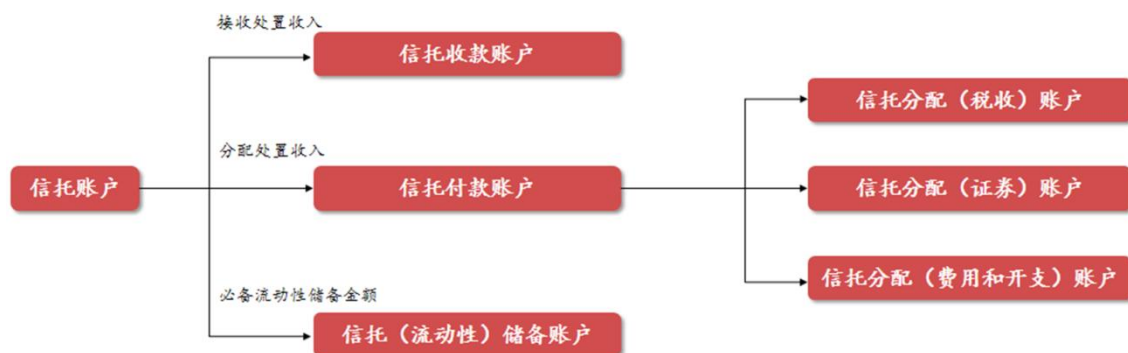 接收处置收入
信托收款账户
信托分配（税收）账户
分配处置收入
信托账户
信托付款账户
信托分配（证券）账户
信托分配（费用和开支）账户
必备流动性储备金额
信托（流动性）储备账户